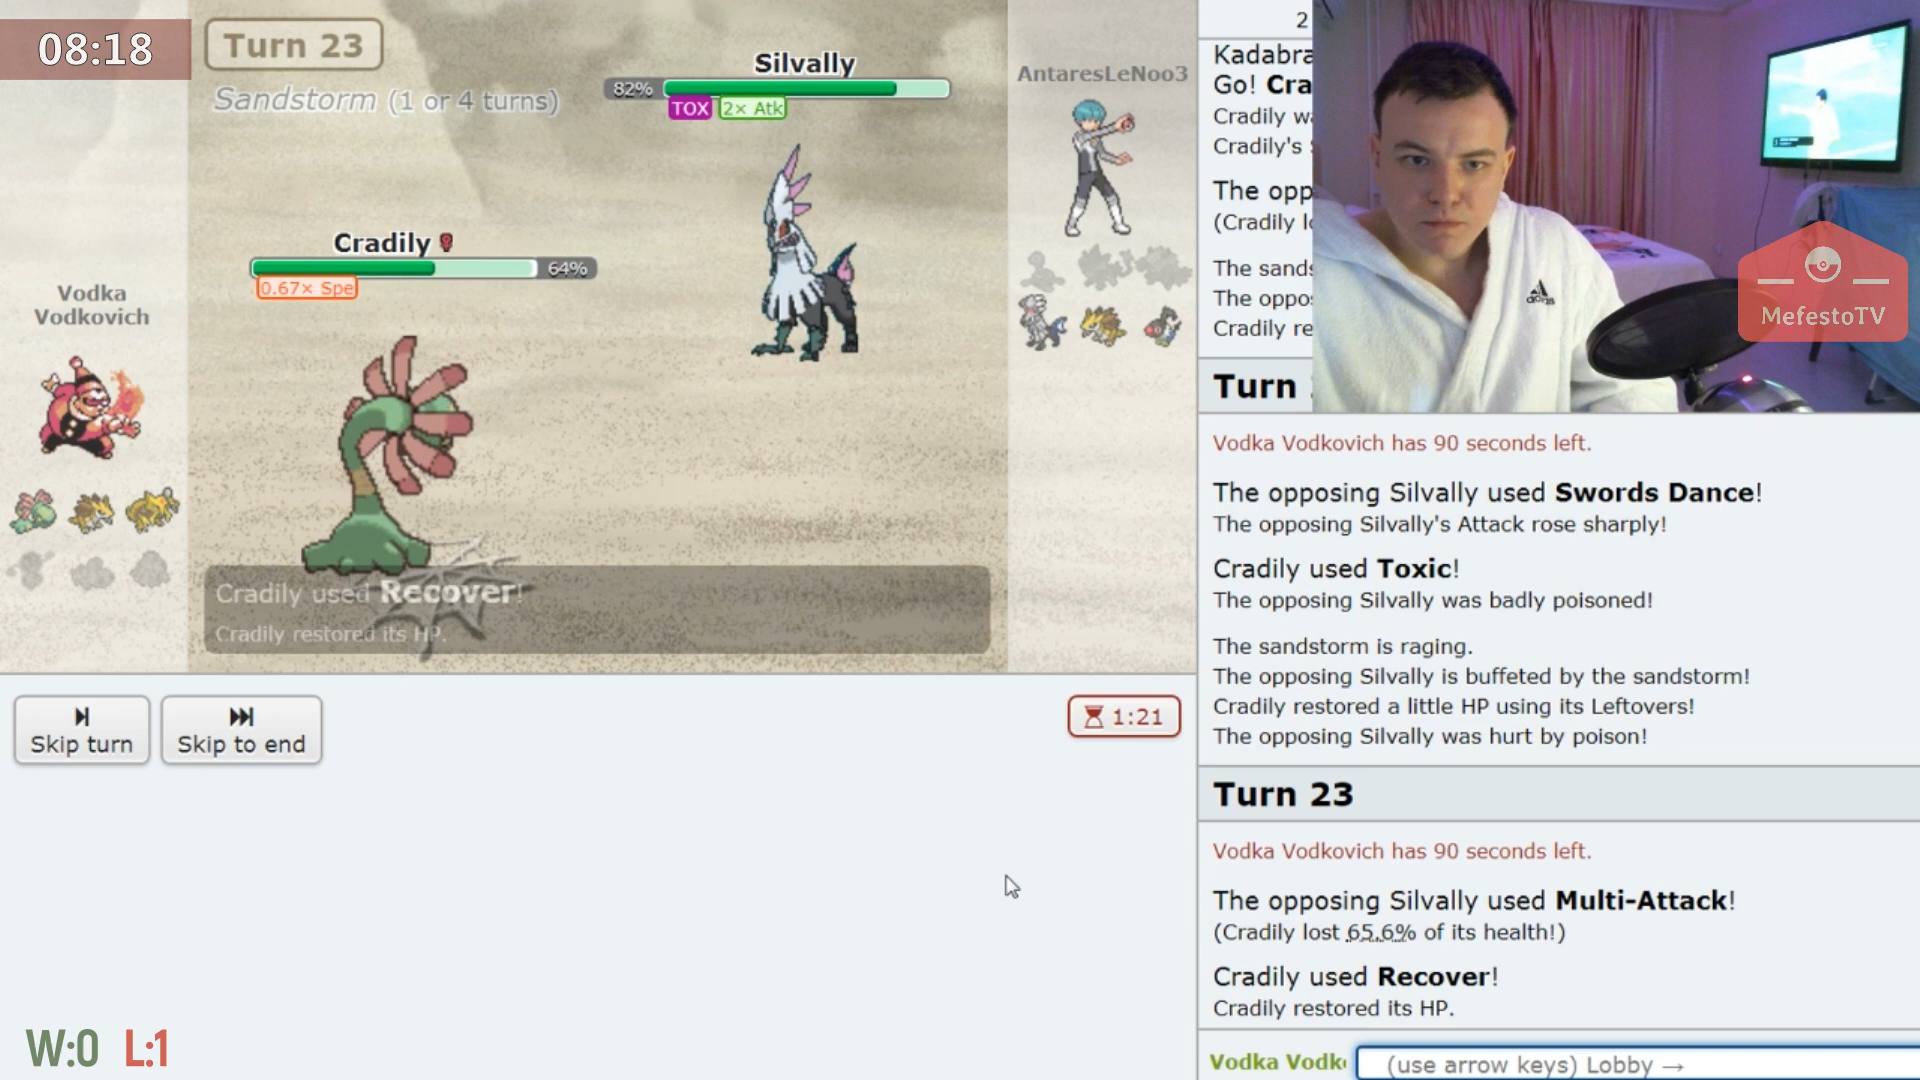 08:18
Turn 23
Sandstorm (1 or 4 turns)
Silvally
82%
TOX
2× Atk
AntaresLeNoo3
Cradily
64%
0.67× Spe
Vodka
Vodkovich
Cradily used Recover!
Cradily restored its HP.
Skip turn
Skip to end
1:21
W:0 L:1
2
Kadabra
Go! Cra
Cradily w
Cradily's
The opp
(Cradily l
The sands
The oppo
Cradily re
Turn
adidas
MefestoTV
Vodka Vodkovich has 90 seconds left.
The opposing Silvally used Swords Dance!
The opposing Silvally's Attack rose sharply!
Cradily used Toxic!
The opposing Silvally was badly poisoned!
The sandstorm is raging.
The opposing Silvally is buffeted by the sandstorm!
Cradily restored a little HP using its Leftovers!
The opposing Silvally was hurt by poison!
Turn 23
Vodka Vodkovich has 90 seconds left.
The opposing Silvally used Multi-Attack!
(Cradily lost 65.6% of its health!)
Cradily used Recover!
Cradily restored its HP.
Vodka Vodk
(use arrow keys) Lobby →